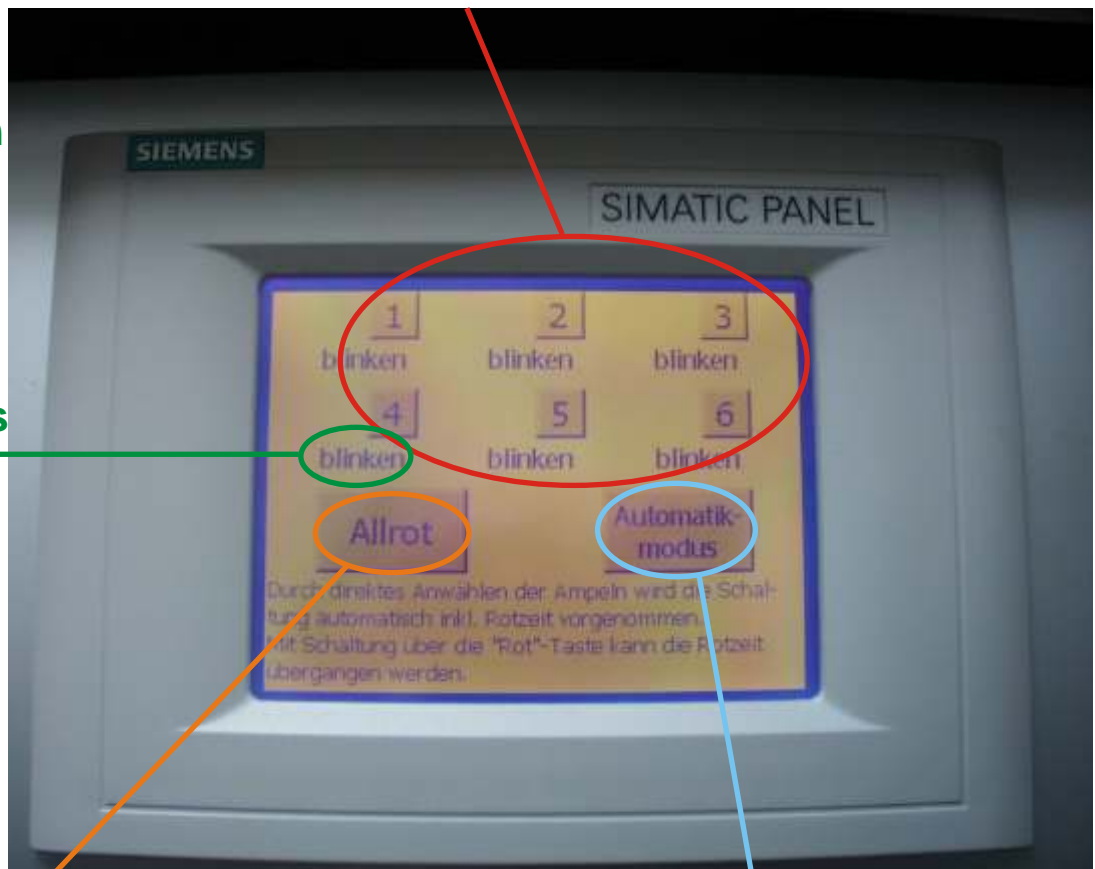 SIEMENS
SIMATIC PANEL
1 2 3
blinken blinken blinken
4 5 6
blinken blinken blinken
Allrot
Automatik-
modus
Durch direktes Anwählen der Ampeln wird die Schal-
tung automatisch inkl. Rotzeit vorgenommen.
Mit Schaltung über die "Rot"-Taste kann die Rotzeit
übergangen werden.